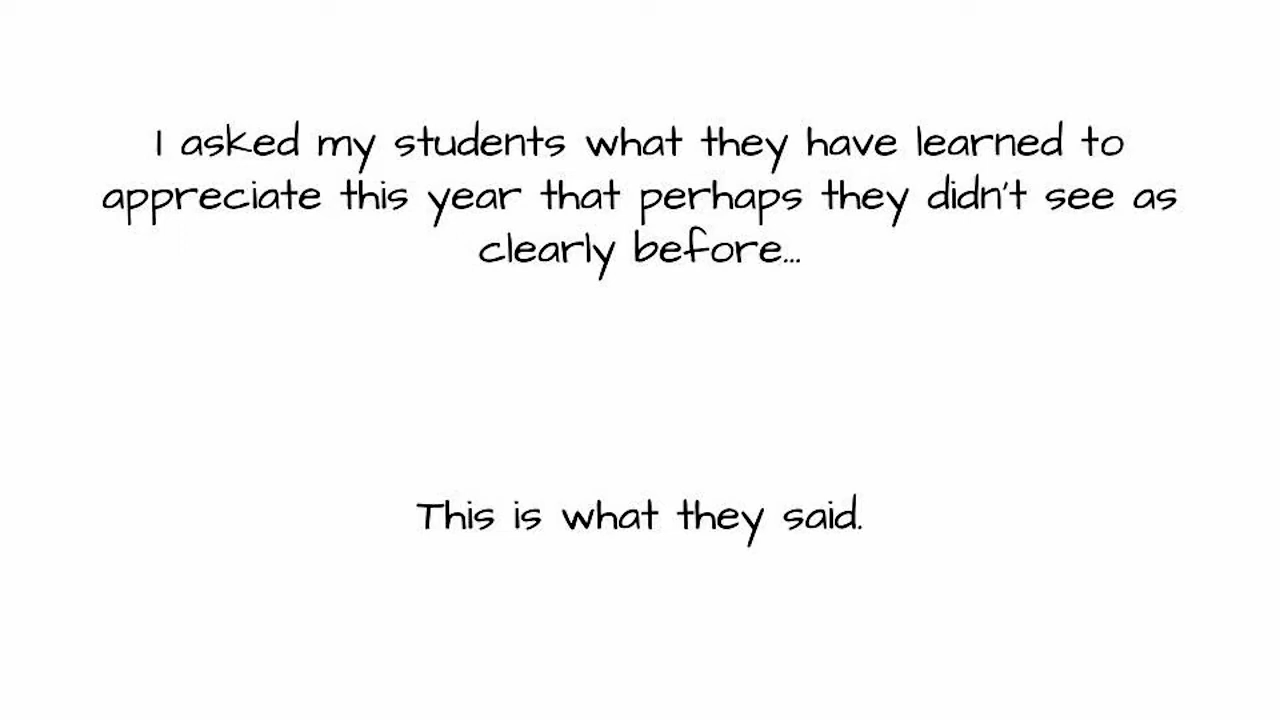 I asked my students what they have learned to
appreciate this year that perhaps they didn't see as
clearly before...
This is what they said.